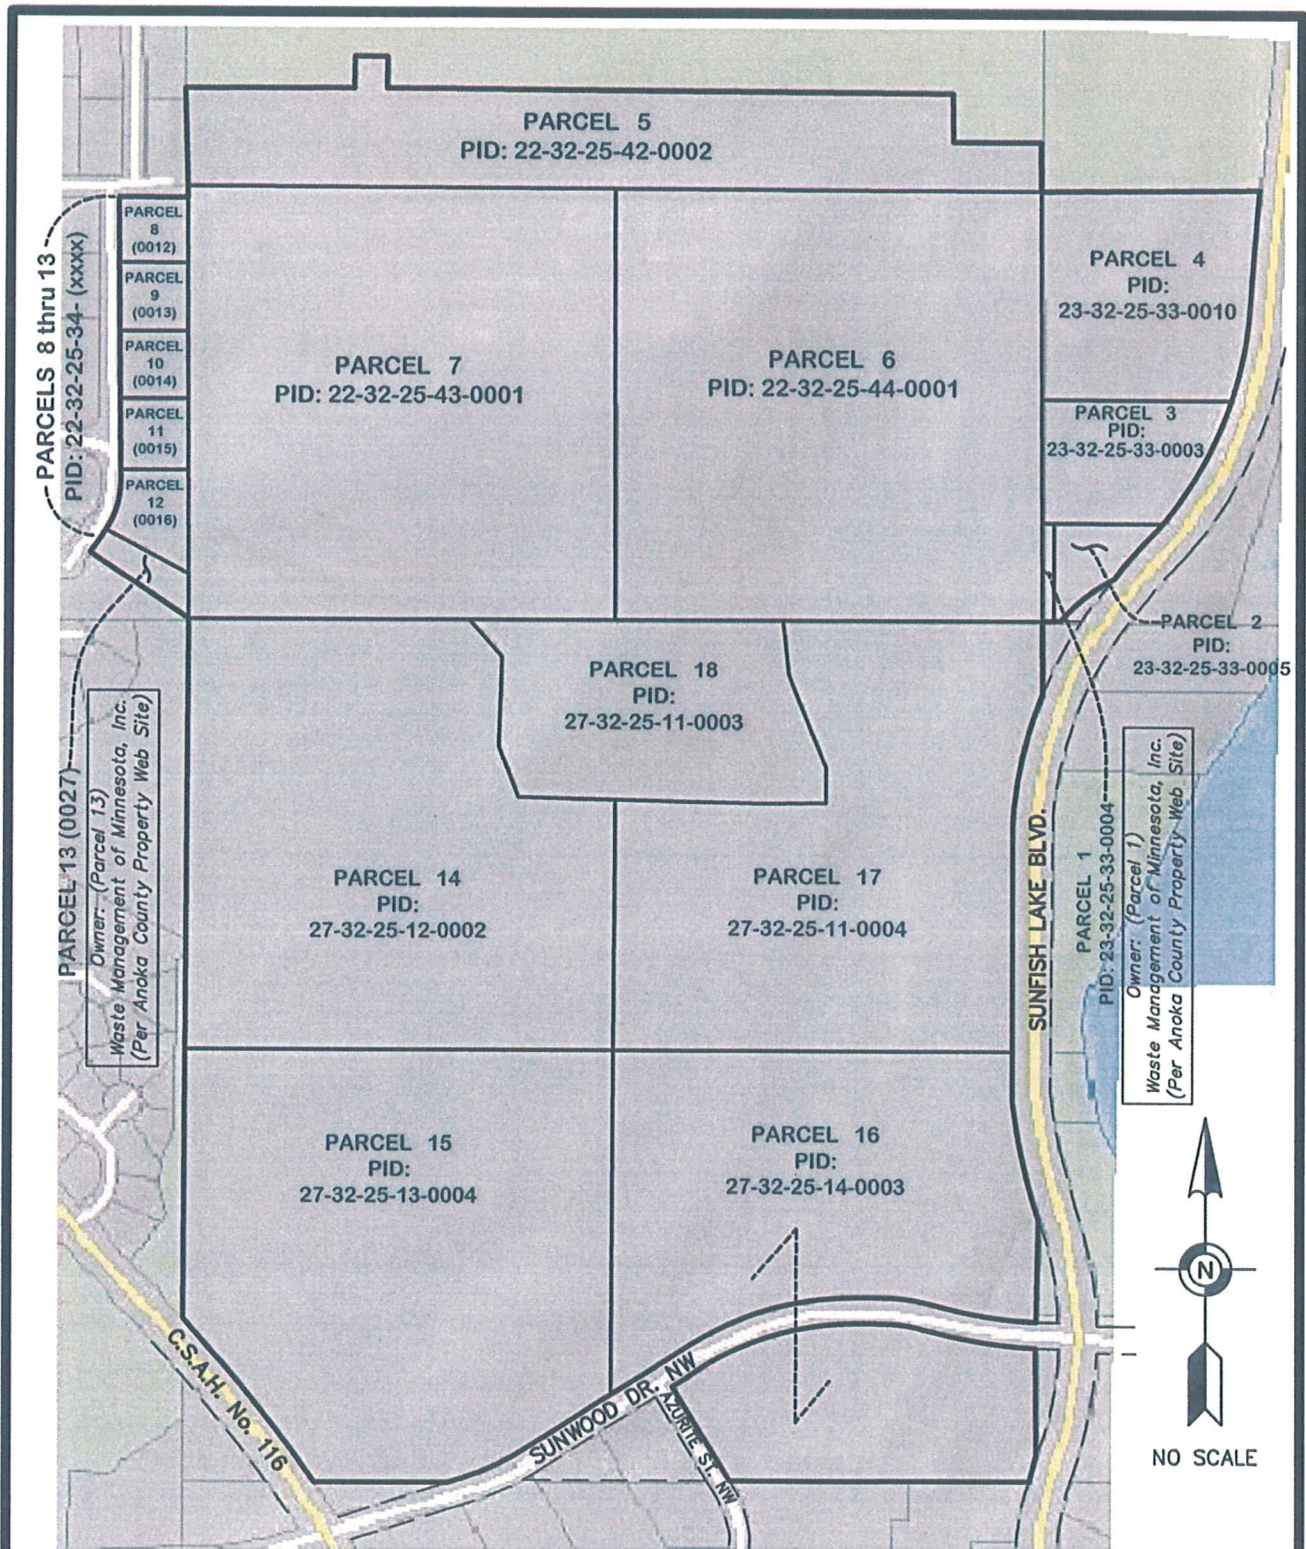 PARCEL 5
PID: 22-32-25-42-0002
PARCELS 8 thru 13
PID: 22-32-25-34- (xxxx)
PARCEL
8
(0012)
PARCEL
9
(0013)
PARCEL
10
(0014)
PARCEL
11
(0015)
PARCEL
12
(0016)
PARCEL 7
PID: 22-32-25-43-0001
PARCEL 6
PID: 22-32-25-44-0001
PARCEL 4
PID:
23-32-25-33-0010
PARCEL 3
PID:
23-32-25-33-0003
PARCEL 2
PID:
23-32-25-33-0005
PARCEL 18
PID:
27-32-25-11-0003
PARCEL 13 (0027)
Owner: (Parcel 13)
Waste Management of Minnesota, Inc.
(Per Anoka County Property Web Site)
PARCEL 14
PID:
27-32-25-12-0002
PARCEL 17
PID:
27-32-25-11-0004
SUNFISH LAKE BLVD.
PARCEL 1
PID: 23-32-25-33-0004
Owner: (Parcel 1)
Waste Management of Minnesota, Inc.
(Per Anoka County Property Web Site)
PARCEL 15
PID:
27-32-25-13-0004
PARCEL 16
PID:
27-32-25-14-0003
C.S.A.H. No. 116
SUNWOOD DR. NW
AZURITE ST. NW
N
NO SCALE